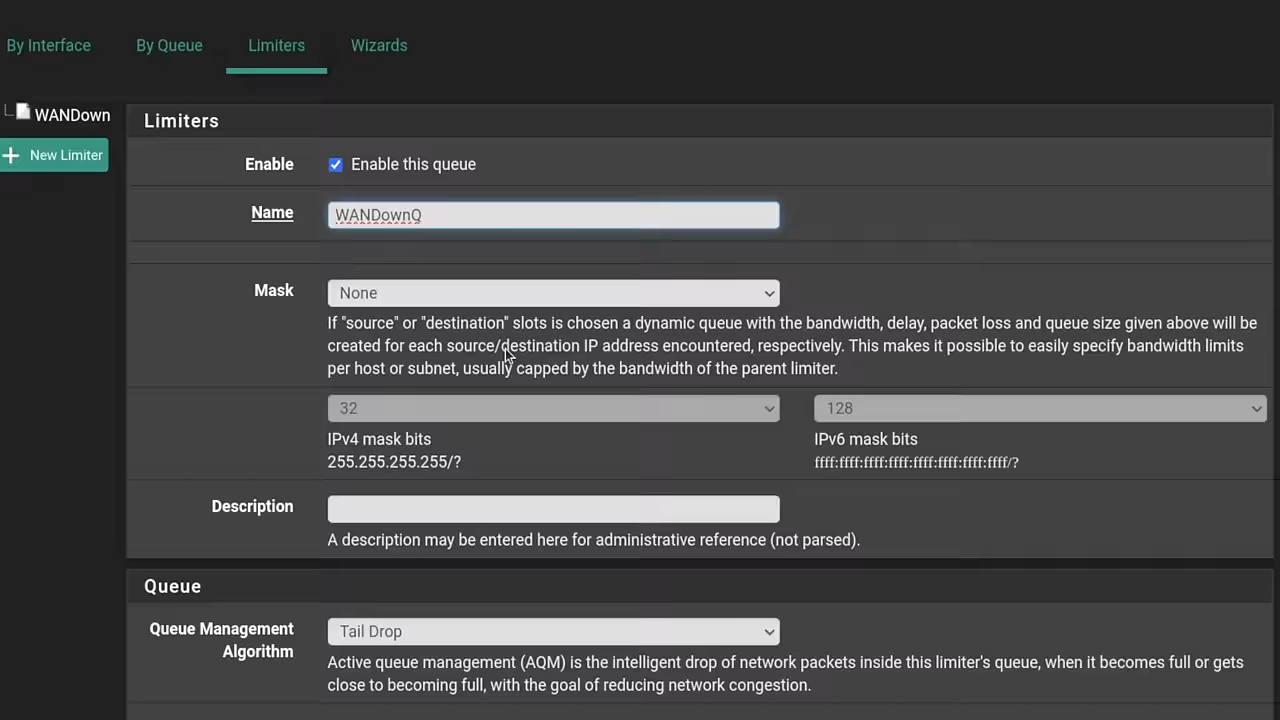 By Interface By Queue Limiters Wizards
WANDown
New Limiter
Limiters
Enable Enable this queue
Name WANDownQ
Mask None
If "source" or "destination" slots is chosen a dynamic queue with the bandwidth, delay, packet loss and queue size given above will be
created for each source/destination IP address encountered, respectively. This makes it possible to easily specify bandwidth limits
per host or subnet, usually capped by the bandwidth of the parent limiter.
32 128
IPv4 mask bits IPv6 mask bits
255.255.255.255/? ffff:ffff:ffff:ffff:ffff:ffff:ffff:ffff/?
Description
A description may be entered here for administrative reference (not parsed).
Queue
Queue Management Algorithm Tail Drop
Active queue management (AQM) is the intelligent drop of network packets inside this limiter's queue, when it becomes full or gets
close to becoming full, with the goal of reducing network congestion.